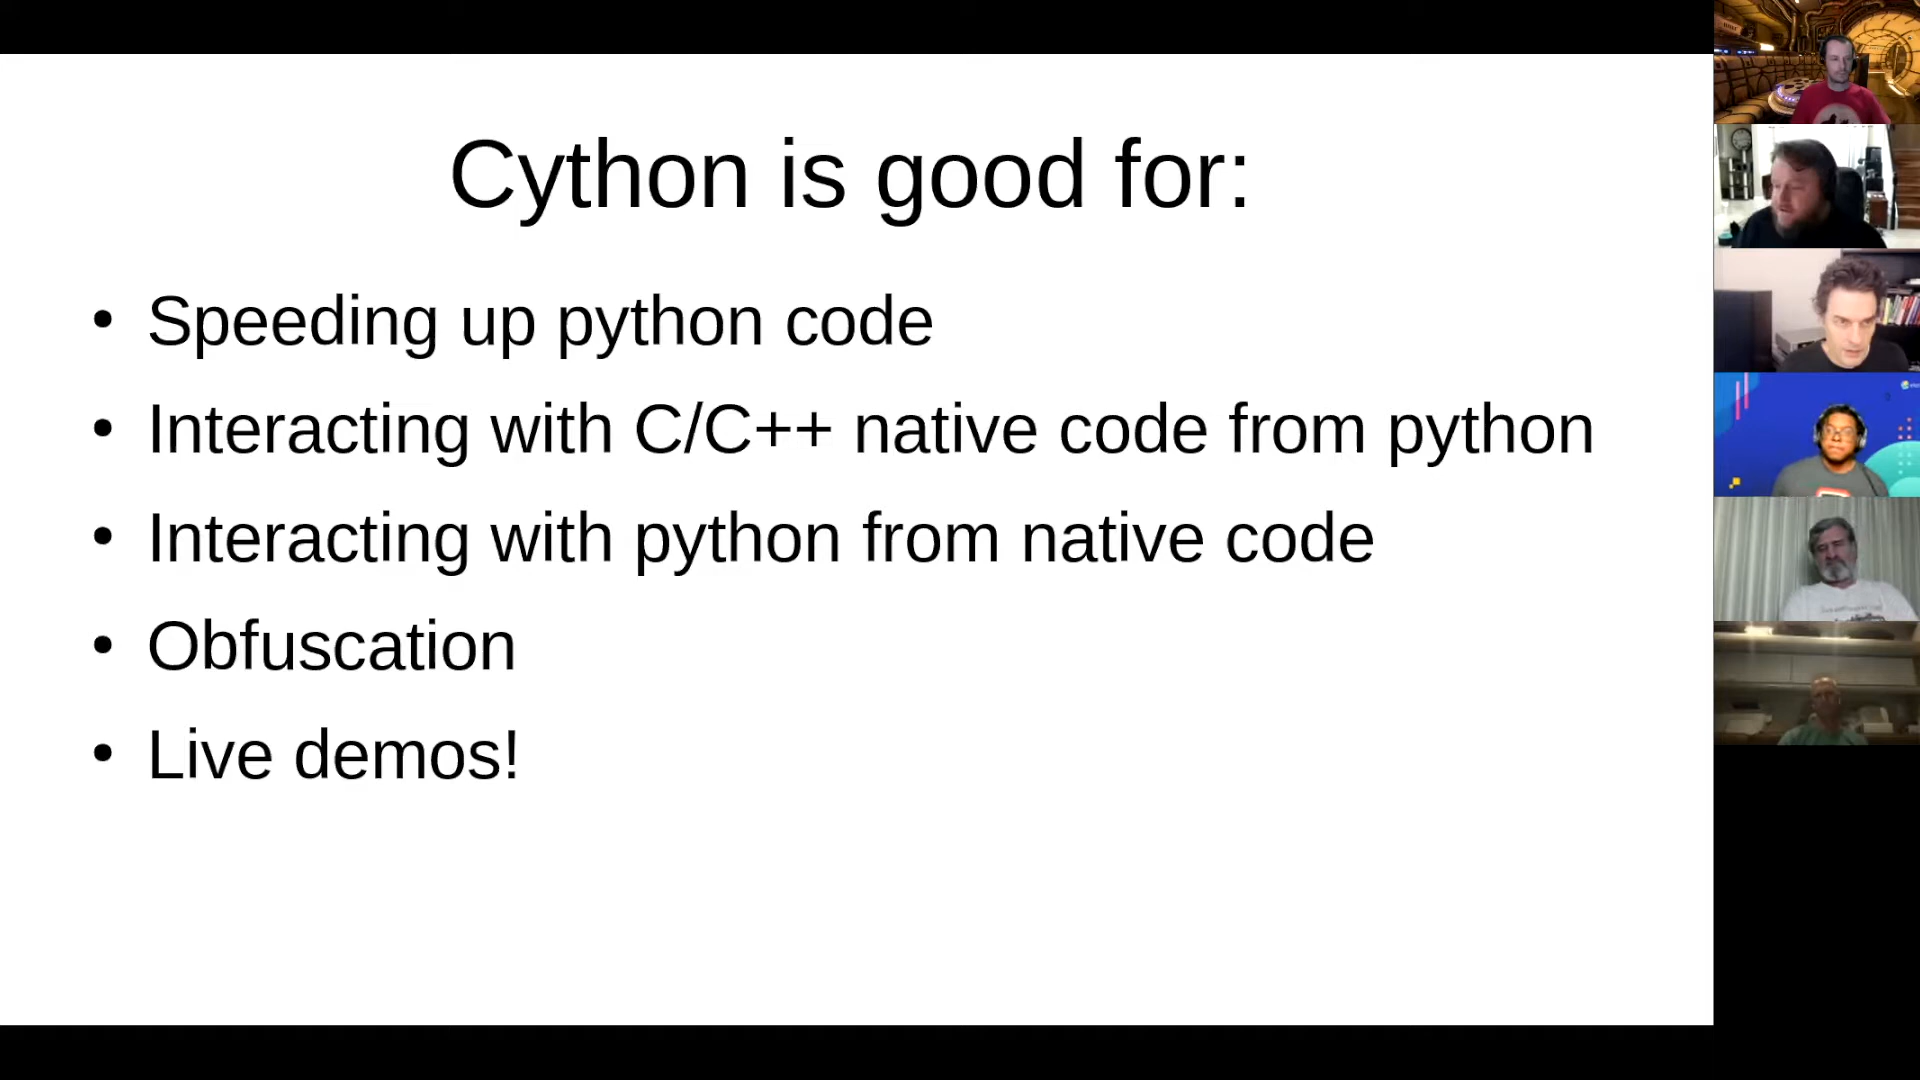 Cython is good for:
• Speeding up python code
• Interacting with C/C++ native code from python
• Interacting with python from native code
• Obfuscation
• Live demos!